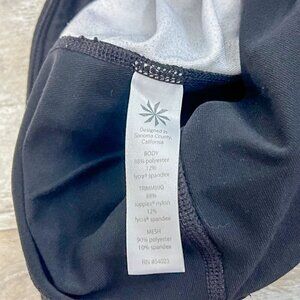 Designed in
Sonoma County,
California
BODY
88% polyester
12%
lycra® spandex
TRIMMING
88%
supplex® nylon
12%
lycra® spandex
MESH
90% polyester
10% spandex
RN #54023